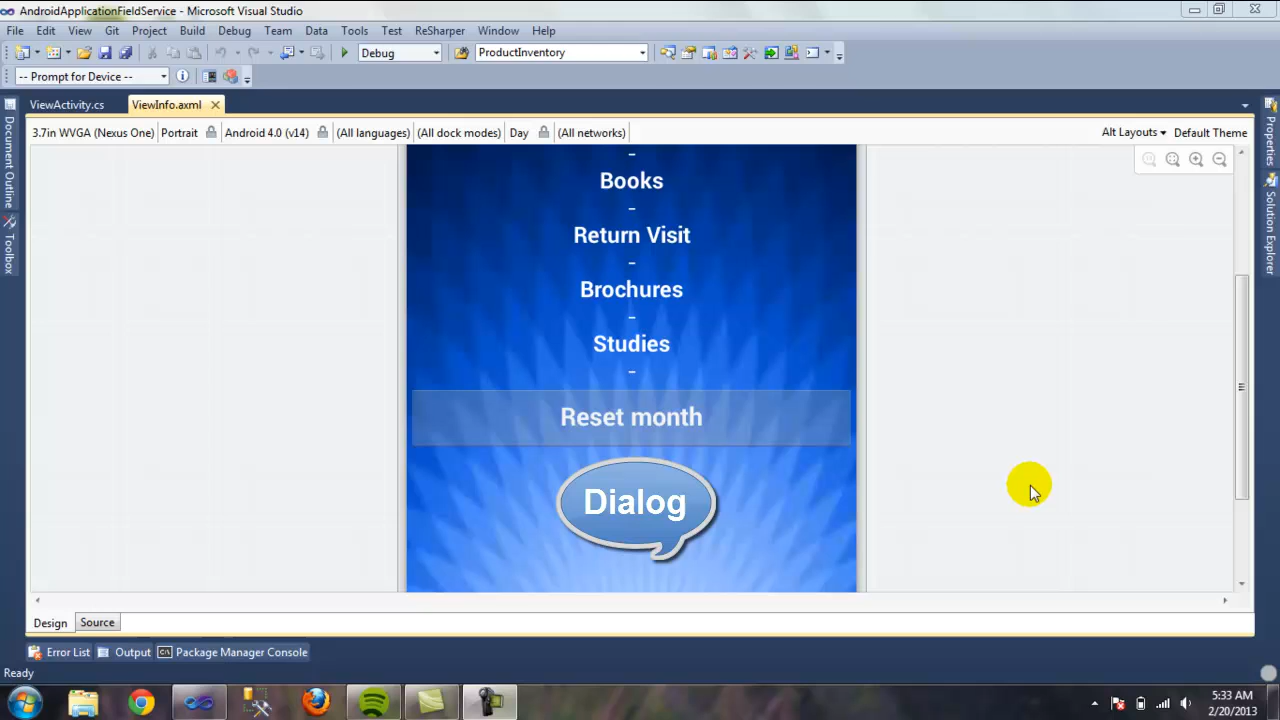 AndroidApplicationFieldService - Microsoft Visual Studio
File Edit View Git Project Build Debug Team Data Tools Test ReSharper Window Help
Debug ProductInventory
-- Prompt for Device --
ViewActivity.cs ViewInfo.axml
3.7in WVGA (Nexus One) Portrait Android 4.0 (v14) (All languages) (All dock modes) Day (All networks) Alt Layouts Default Theme
Document Outline
Toolbox
Properties
Solution Explorer
-
Books
-
Return Visit
-
Brochures
-
Studies
-
Reset month
Dialog
Design Source
Error List Output Package Manager Console
Ready
5:33 AM
2/20/2013